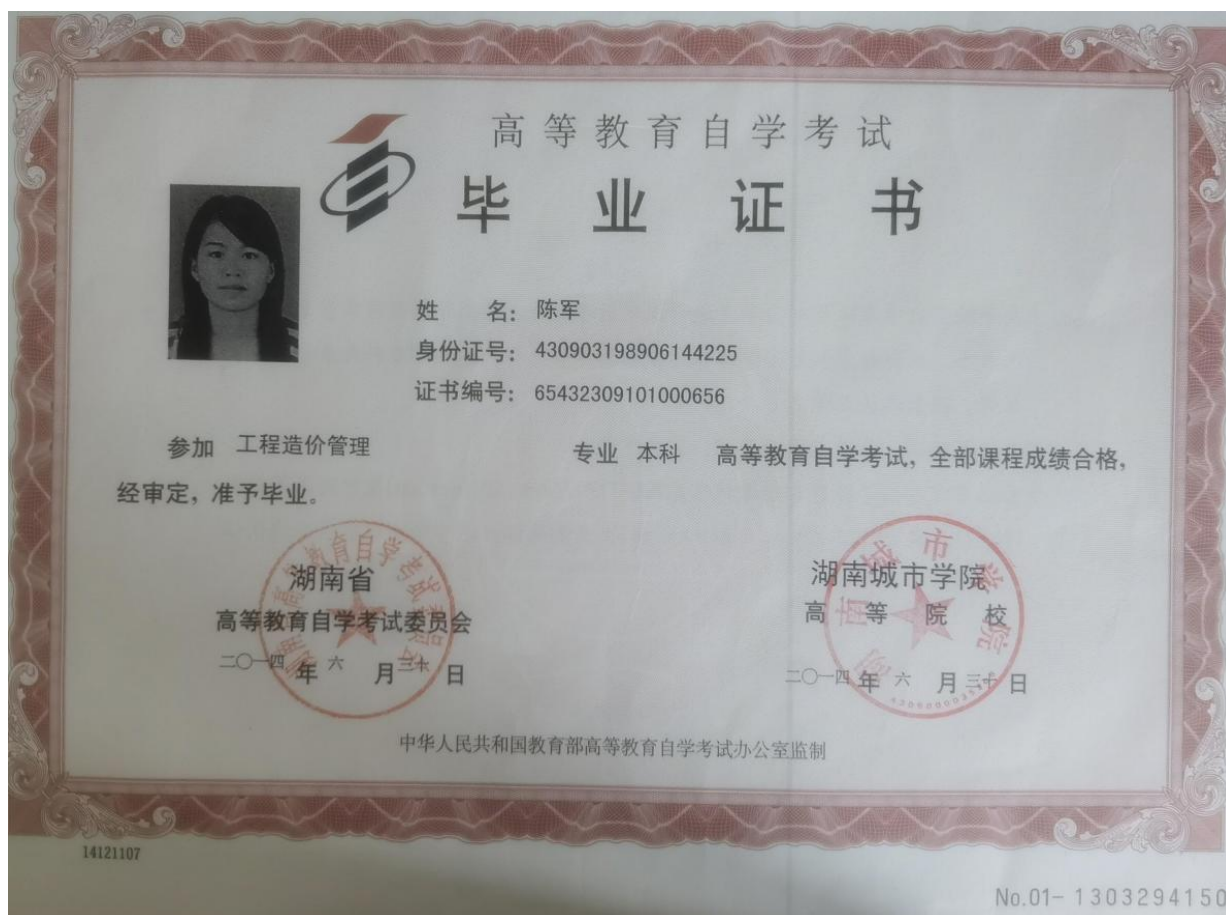 高等教育自学考试
毕业证书
姓名：陈军
身份证号：430903198906144225
证书编号：65432309101000656
参加 工程造价管理 专业 本科 高等教育自学考试，全部课程成绩合格，
经审定，准予毕业。
湖南省
高等教育自学考试委员会
二〇一四年六月三十日
湖南城市学院
高等院校
二〇一四年六月三十日
湖南城市学院
中华人民共和国教育部高等教育自学考试办公室监制
14121107
No.01-1303294150